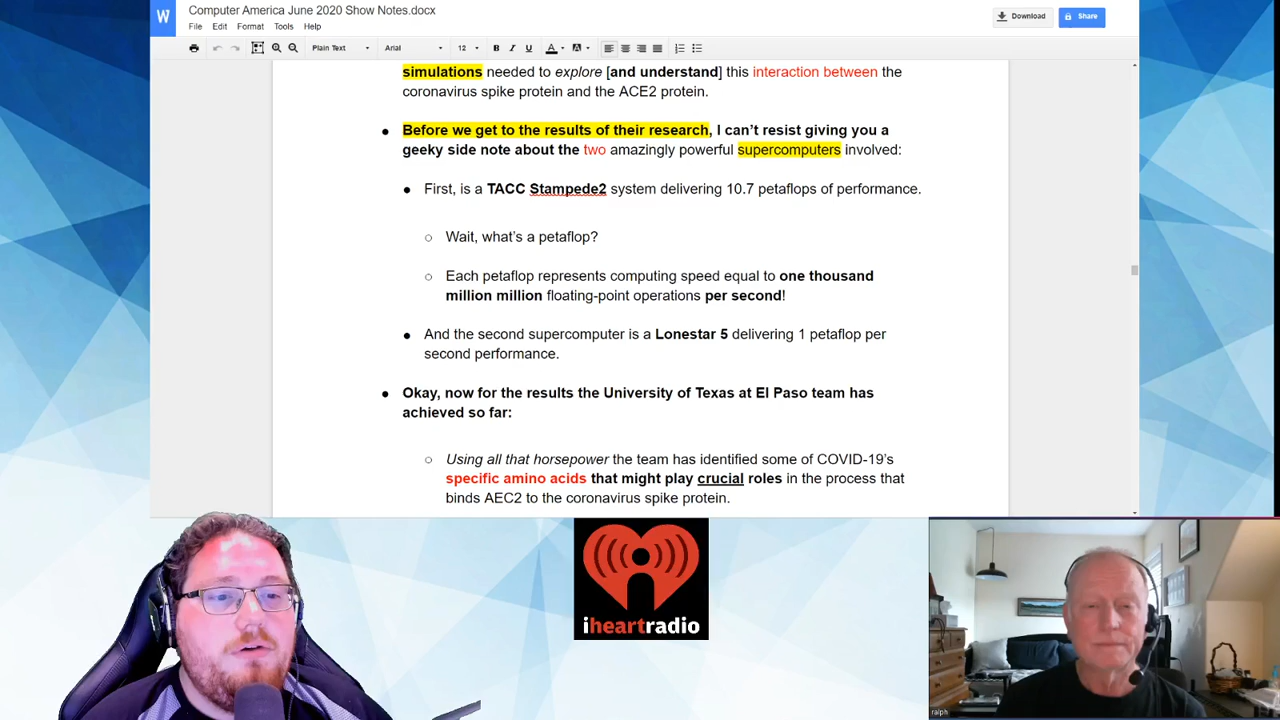 Computer America June 2020 Show Notes.docx
File Edit Format Tools Help
Download
Share
W
Plain Text
Arial
12
B I U A A
simulations needed to explore [and understand] this interaction between the
coronavirus spike protein and the ACE2 protein.
● Before we get to the results of their research, I can’t resist giving you a
geeky side note about the two amazingly powerful supercomputers involved:
● First, is a TACC Stampede2 system delivering 10.7 petaflops of performance.
○ Wait, what’s a petaflop?
○ Each petaflop represents computing speed equal to one thousand
million million floating-point operations per second!
● And the second supercomputer is a Lonestar 5 delivering 1 petaflop per
second performance.
● Okay, now for the results the University of Texas at El Paso team has
achieved so far:
○ Using all that horsepower the team has identified some of COVID-19’s
specific amino acids that might play crucial roles in the process that
binds AEC2 to the coronavirus spike protein.
iheartradio
ralph